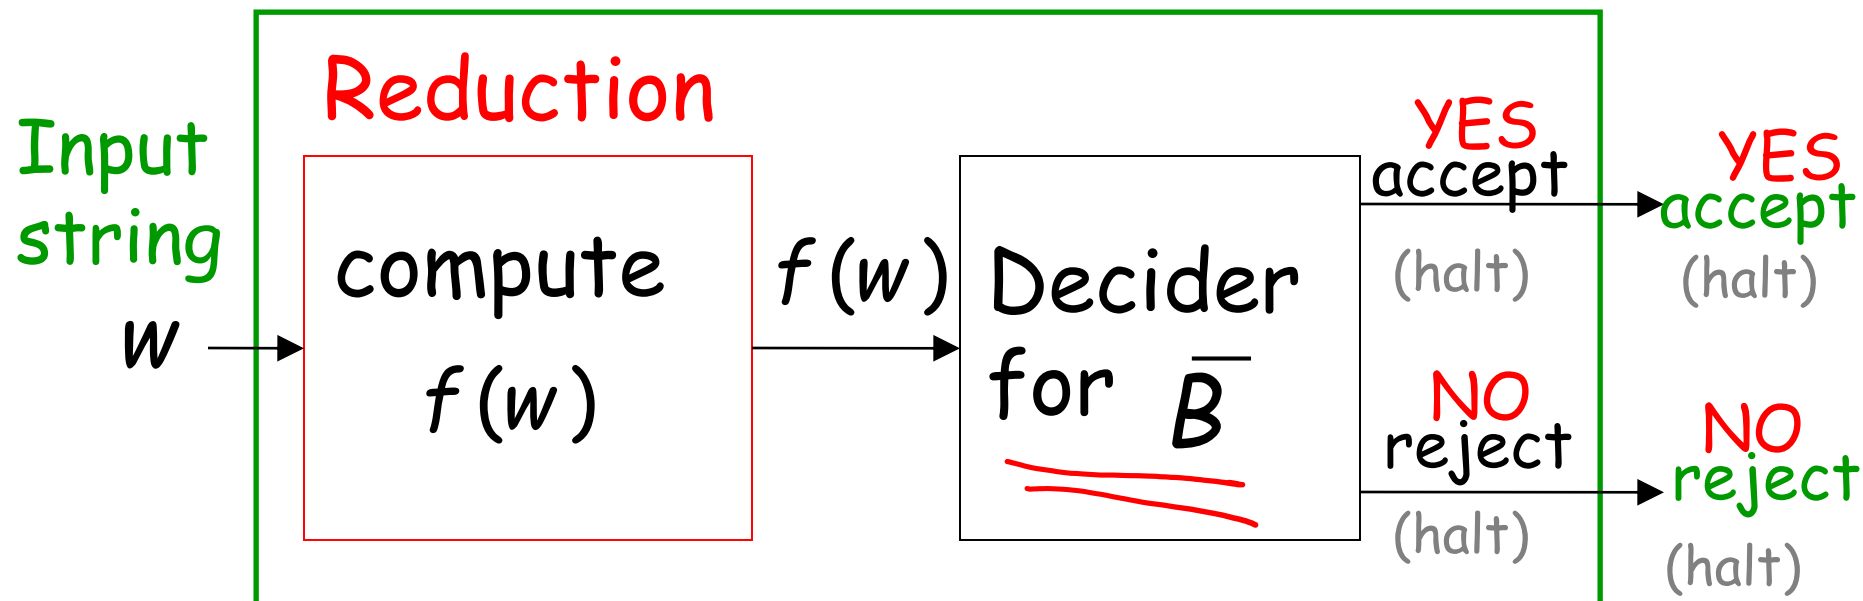 Reduction
Input
string
w
compute
f(w)
f(w)
Decider
for B̅
YES
accept
(halt)
NO
reject
(halt)
YES
accept
(halt)
NO
reject
(halt)